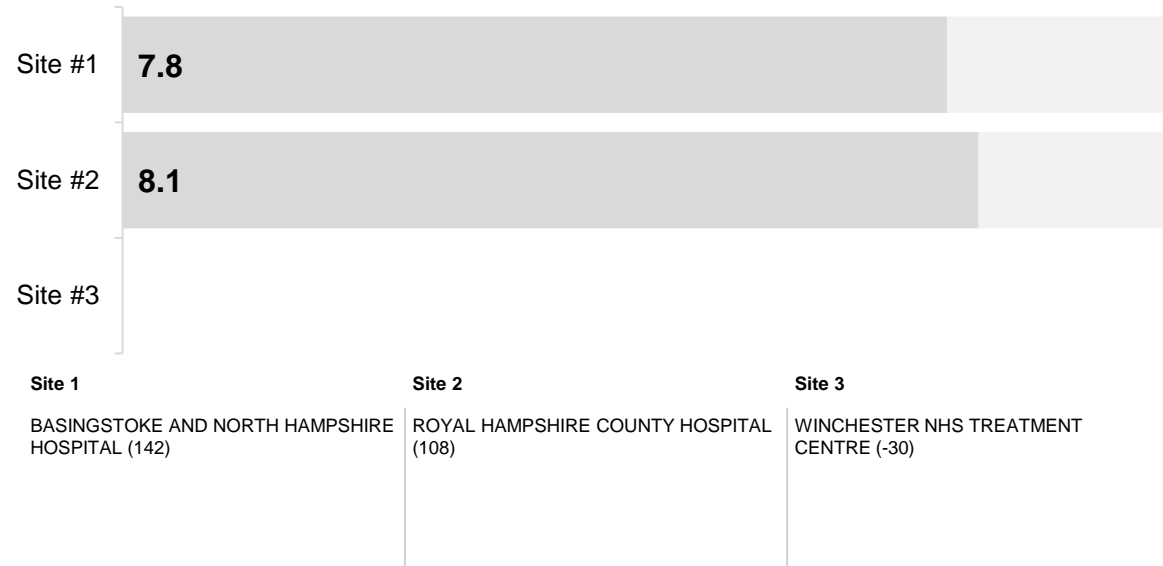 Site #1
7.8
Site #2
8.1
Site #3
Site 1
BASINGSTOKE AND NORTH HAMPSHIRE
HOSPITAL (142)
Site 2
ROYAL HAMPSHIRE COUNTY HOSPITAL
(108)
Site 3
WINCHESTER NHS TREATMENT
CENTRE (-30)